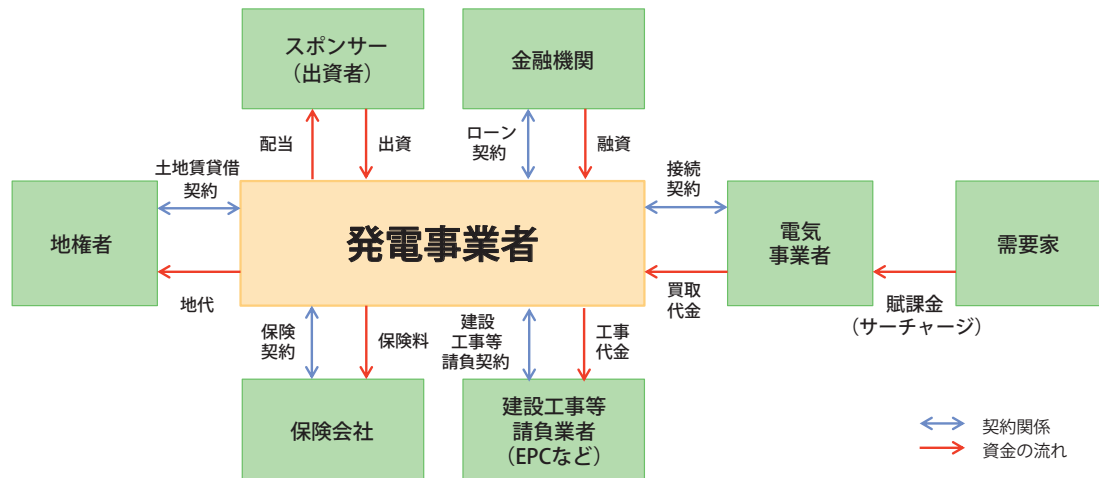 スポンサー
（出資者）
金融機関
配当
出資
ローン
契約
融資
土地賃貸借
契約
接続
契約
地権者
発電事業者
電気
事業者
需要家
地代
買取
代金
賦課金
（サーチャージ）
保険
契約
保険料
建設
工事等
請負契約
工事
代金
保険会社
建設工事等
請負業者
（EPCなど）
契約関係
資金の流れ